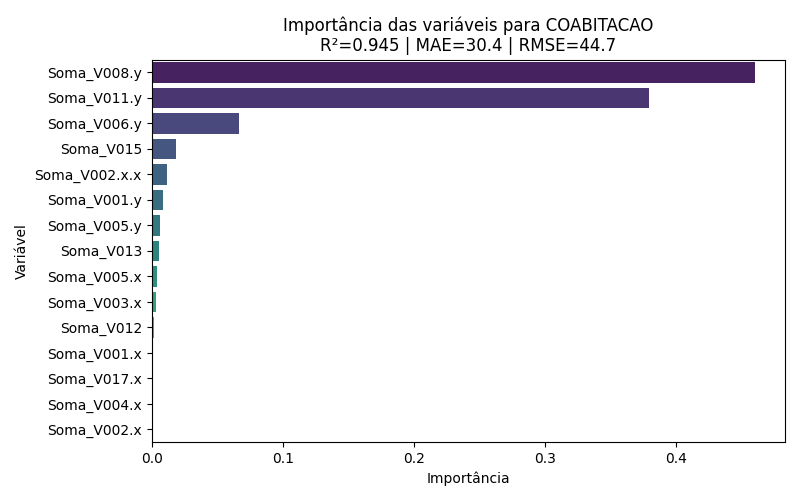 Importância das variáveis para COABITACAO
R²=0.945 | MAE=30.4 | RMSE=44.7
Variável
Soma_V008.y
Soma_V011.y
Soma_V006.y
Soma_V015
Soma_V002.x.x
Soma_V001.y
Soma_V005.y
Soma_V013
Soma_V005.x
Soma_V003.x
Soma_V012
Soma_V001.x
Soma_V017.x
Soma_V004.x
Soma_V002.x
0.0 0.1 0.2 0.3 0.4
Importância